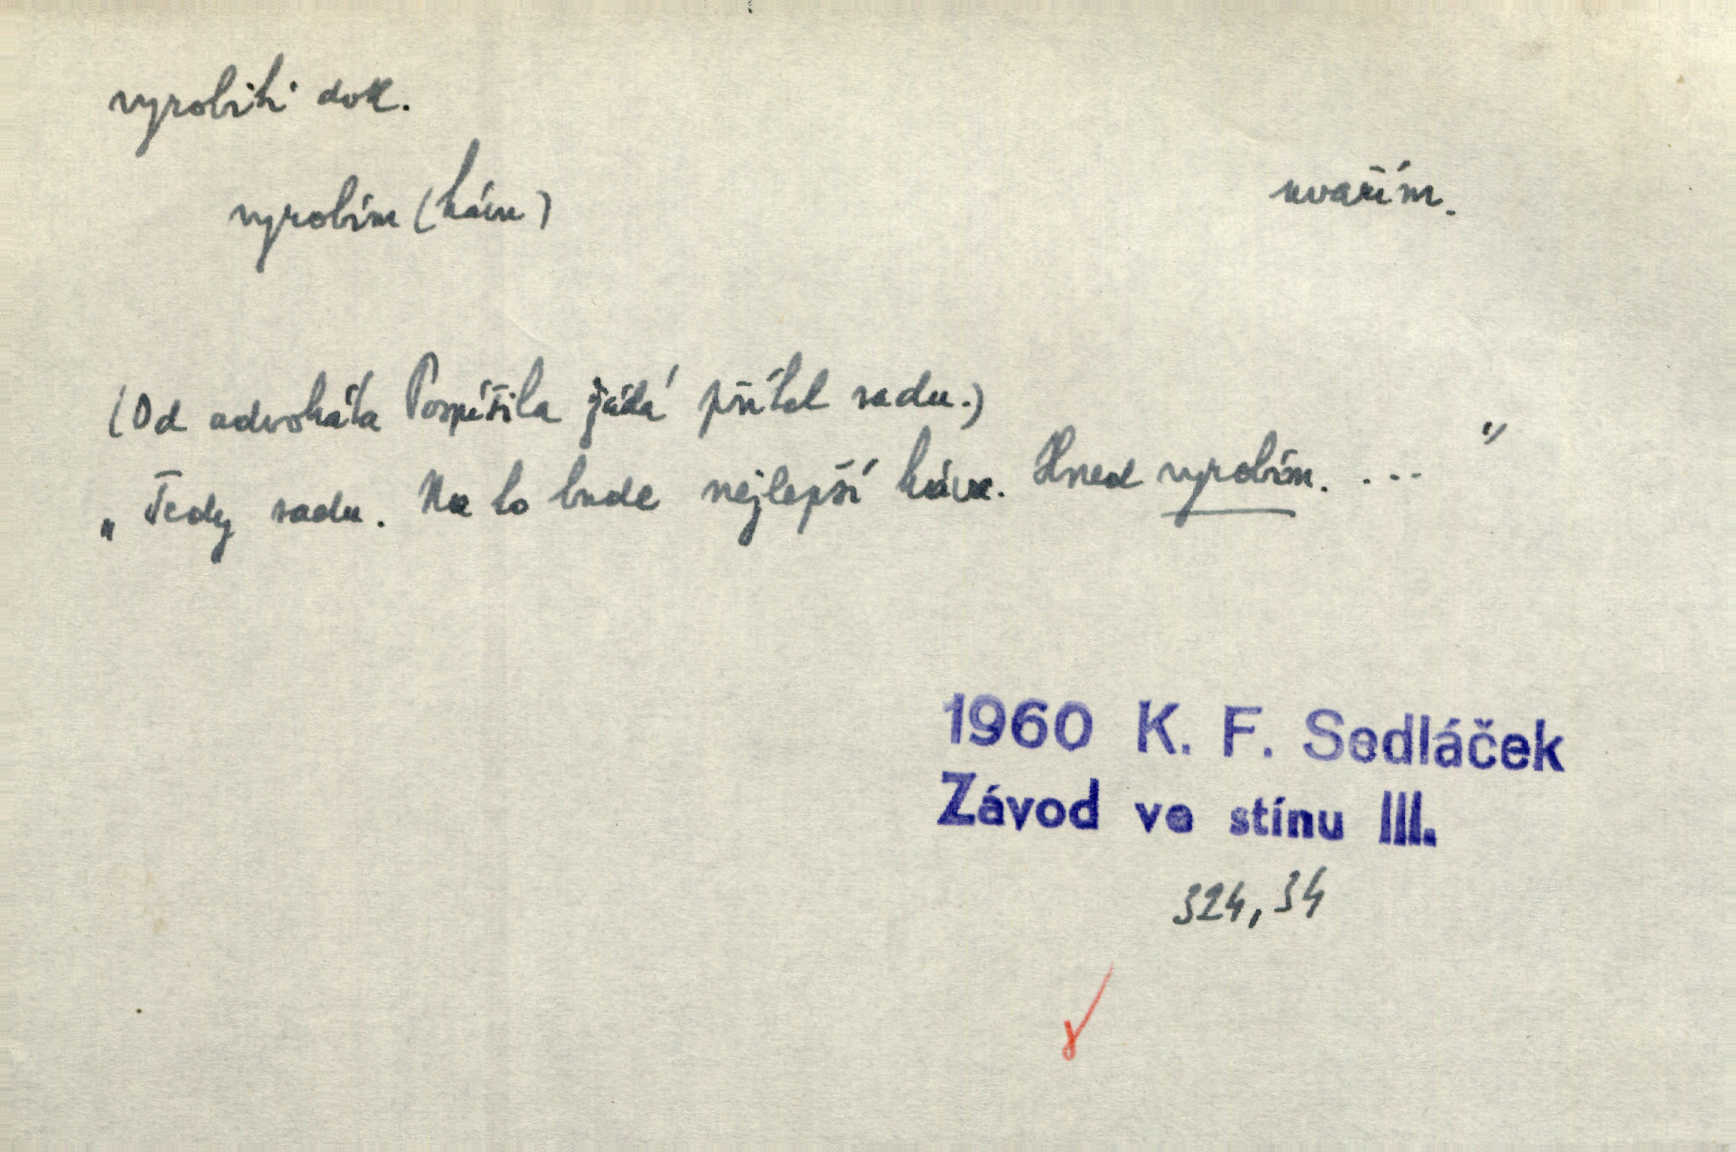 vyrobiti dok.
vyrobím (kávu) uvařím.
(Od advokáta Pospíšila žádá přítel radu.)
„Tedy radu. Na to bude nejlepší káva. Hned vyrobím. ...“
1960 K. F. Sedláček
Závod ve stínu III.
324, 34